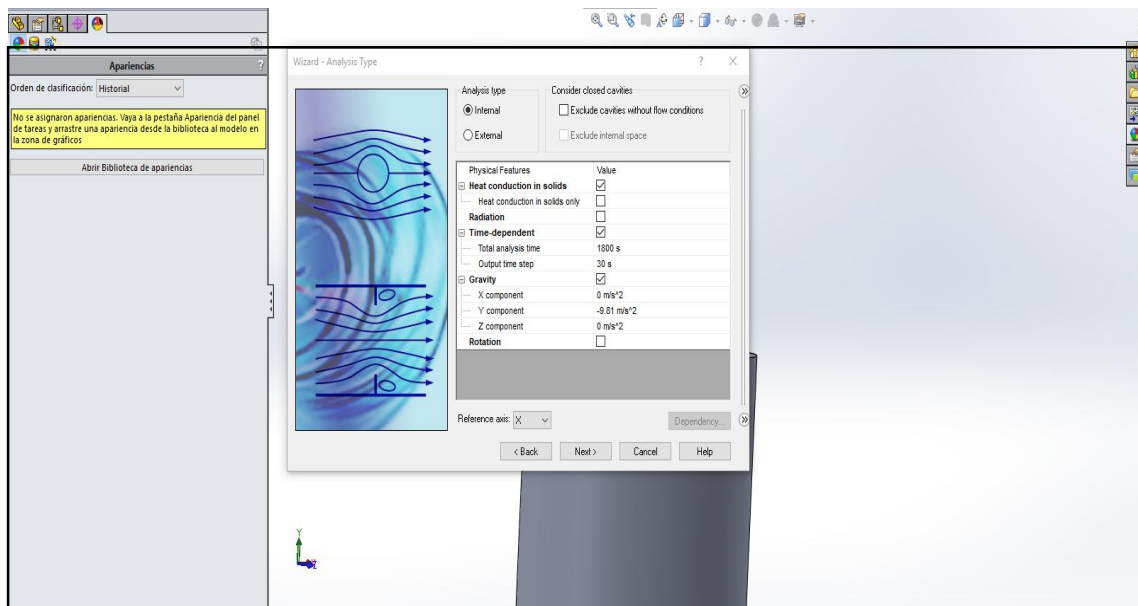 Apariencias ?
Orden de clasificación: Historial
No se asignaron apariencias. Vaya a la pestaña Apariencia del panel
de tareas y arrastre una apariencia desde la biblioteca al modelo en
la zona de gráficos
Abrir Biblioteca de apariencias
Wizard - Analysis Type ? X
Analysis type Consider closed cavities
Internal Exclude cavities without flow conditions
External Exclude internal space
Physical Features Value
Heat conduction in solids
Heat conduction in solids only
Radiation
Time-dependent
Total analysis time 1800 s
Output time step 30 s
Gravity
X component 0 m/s^2
Y component -9.81 m/s^2
Z component 0 m/s^2
Rotation
Reference axis: X Dependency...
< Back Next > Cancel Help
Y
Z